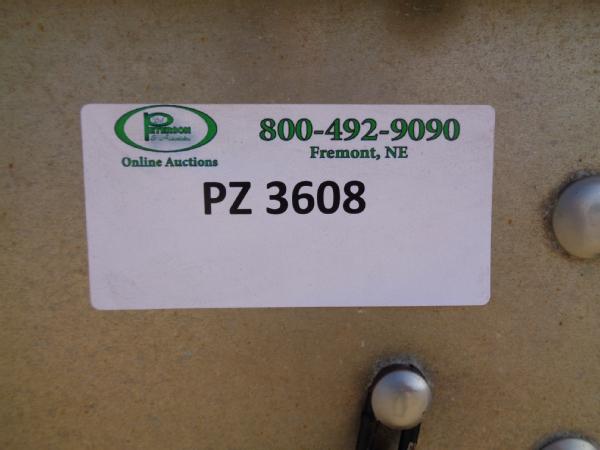 PETERSON
Online Auctions
800-492-9090
Fremont, NE
PZ 3608